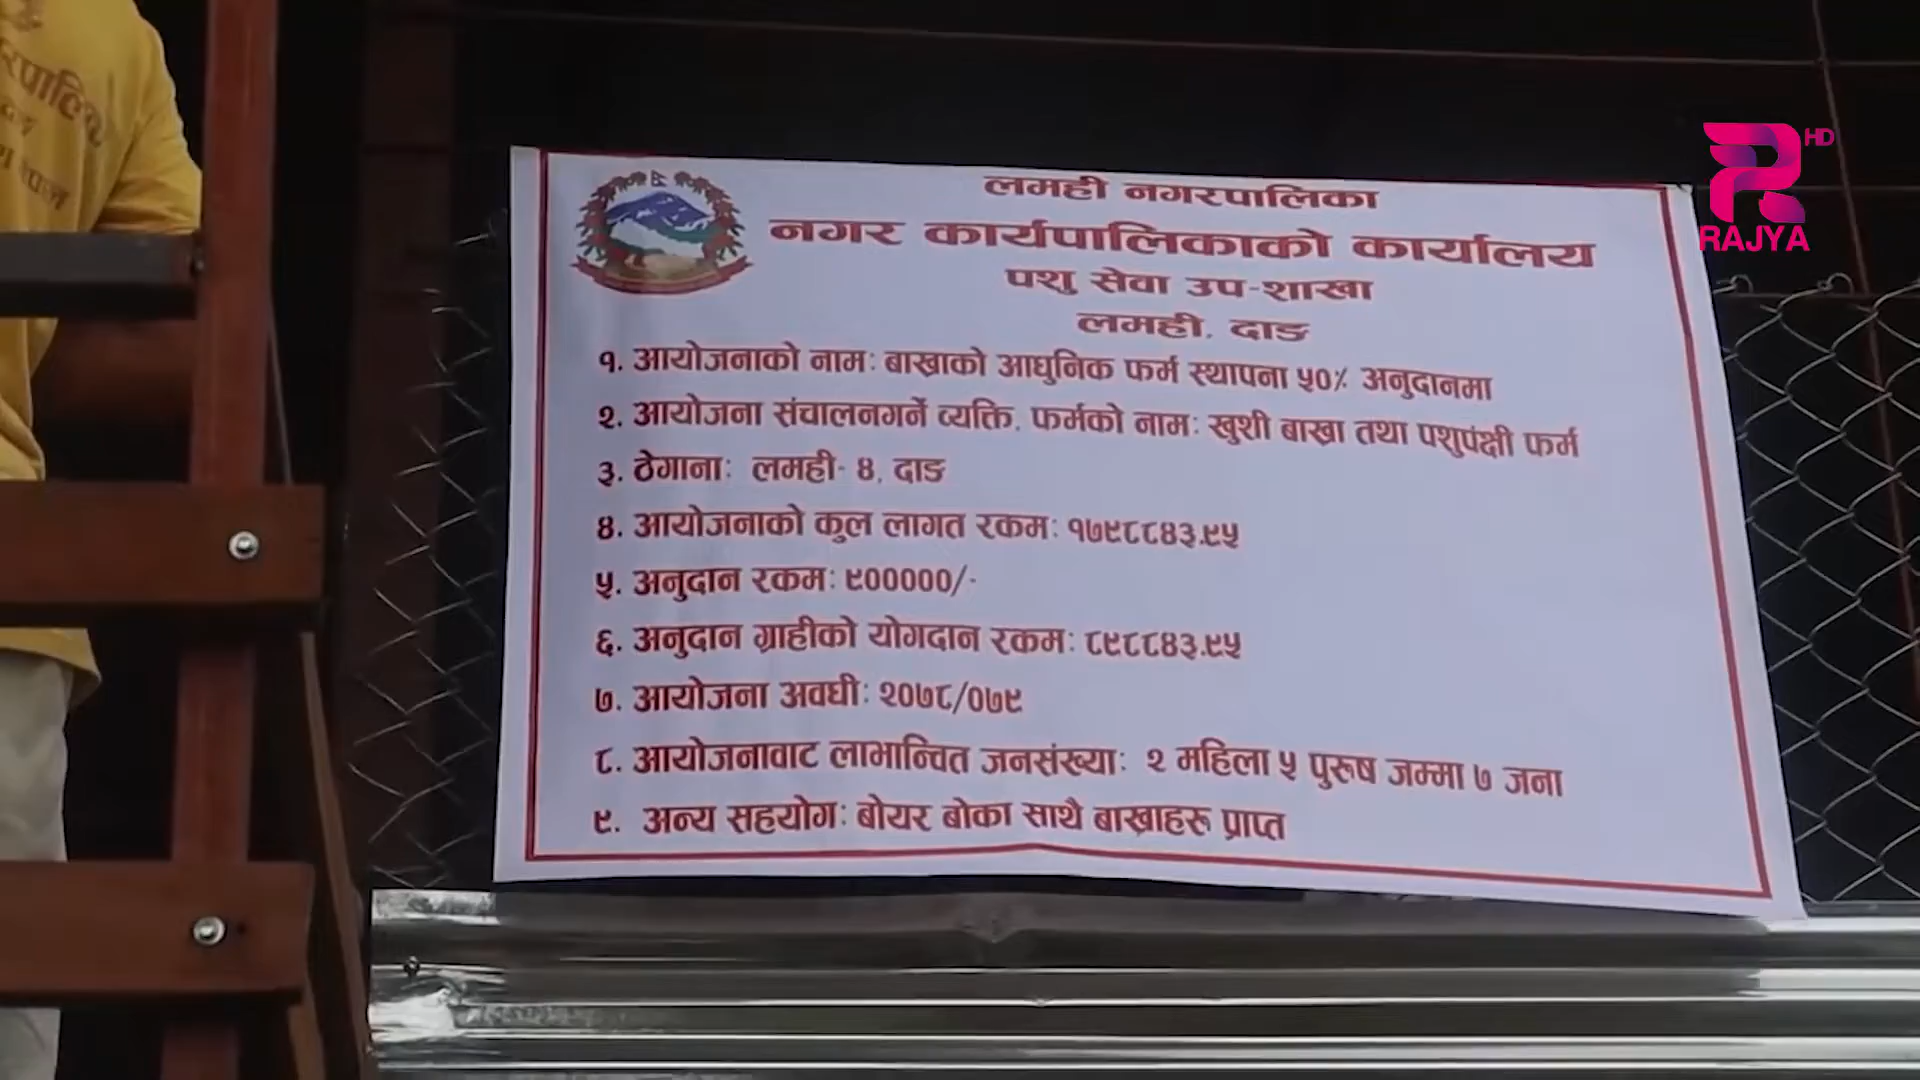 लमही नगरपालिका
नगर कार्यपालिकाको कार्यालय
पशु सेवा उप-शाखा
लमही, दाङ
१. आयोजनाको नाम: बाख्राको आधुनिक फर्म स्थापना ५०% अनुदानमा
२. आयोजना संचालनगर्ने व्यक्ति, फर्मको नाम: खुशी बाख्रा तथा पशुपंक्षी फर्म
३. ठेगाना: लमही- ४, दाङ
४. आयोजनाको कुल लागत रकम: १७९८८४३.९५
५. अनुदान रकम: ९०००००/-
६. अनुदान ग्राहीको योगदान रकम: ८९८८४३.९५
७. आयोजना अवधी: २०७८/०७९
८. आयोजनावाट लाभान्वित जनसंख्या: २ महिला ५ पुरुष जम्मा ७ जना
९. अन्य सहयोग: बोयर बोका साथै बाख्राहरू प्राप्त
R HD
RAJYA